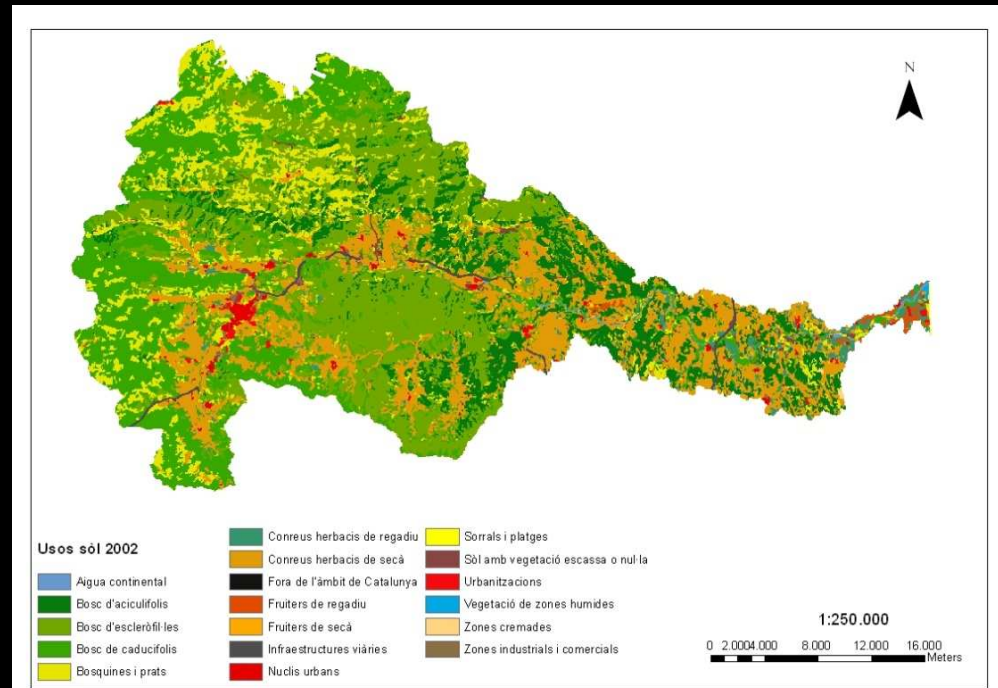 N
Usos sòl 2002
Aigua continental
Bosc d'aciculifolis
Bosc d'escleròfil·les
Bosc de caducifolis
Bosquines i prats
Conreus herbacis de regadiu
Conreus herbacis de secà
Fora de l'àmbit de Catalunya
Fruiters de regadiu
Fruiters de secà
Infraestructures viàries
Nuclis urbans
Sorrals i platges
Sòl amb vegetació escassa o nul·la
Urbanitzacions
Vegetació de zones humides
Zones cremades
Zones industrials i comercials
1:250.000
0 2.000 4.000 8.000 12.000 16.000
Meters